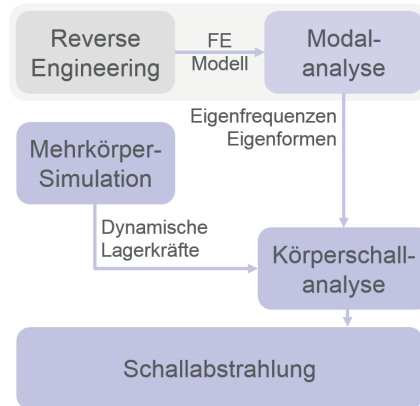 Reverse
Engineering
FE
Modell
Modal-
analyse
Eigenfrequenzen
Eigenformen
Mehrkörper-
Simulation
Dynamische
Lagerkräfte
Körperschall-
analyse
Schallabstrahlung